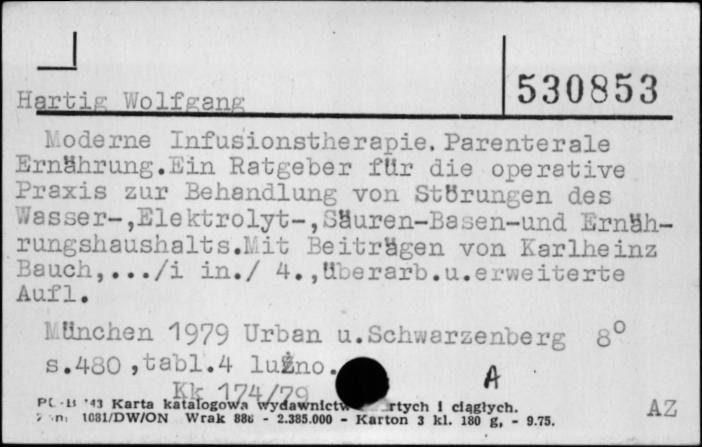 530853
Hartig Wolfgang
Moderne Infusionstherapie. Parenterale
Ernährung.Ein Ratgeber für die operative
Praxis zur Behandlung von Störungen des
Wasser-,Elektrolyt-,Säuren-Basen-und Ernäh-
rungshaushalts.Mit Beiträgen von Karlheinz
Bauch,.../i in./ 4.,überarb.u.erweiterte
Aufl.
München 1979 Urban u.Schwarzenberg 8°
s.480,tabl.4 luźno.
A
Kk 174/79
Karta katalogowa wydawnictw rtych i ciągłych.
AZ
1081/DW/ON Wrak - 2.385.000 - Karton 3 kl. 180 g, - 9.75.